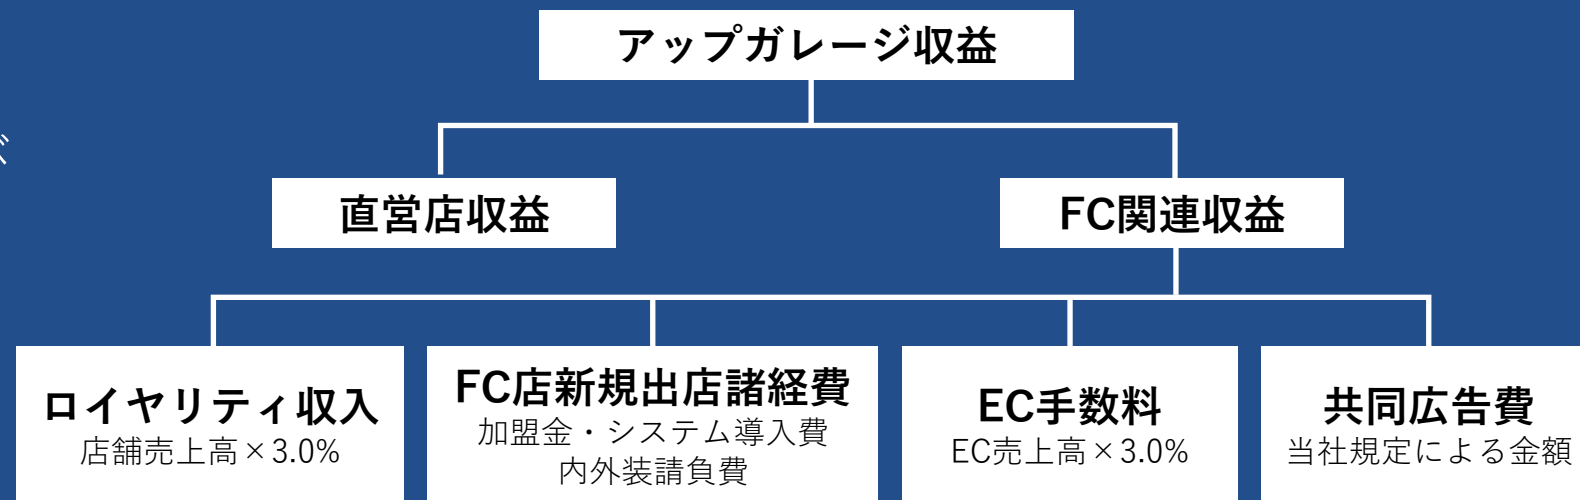 アップガレージ収益
直営店収益
FC関連収益
ロイヤリティ収入
店舗売上高×3.0%
FC店新規出店諸経費
加盟金・システム導入費
内外装請負費
EC手数料
EC売上高×3.0%
共同広告費
当社規定による金額